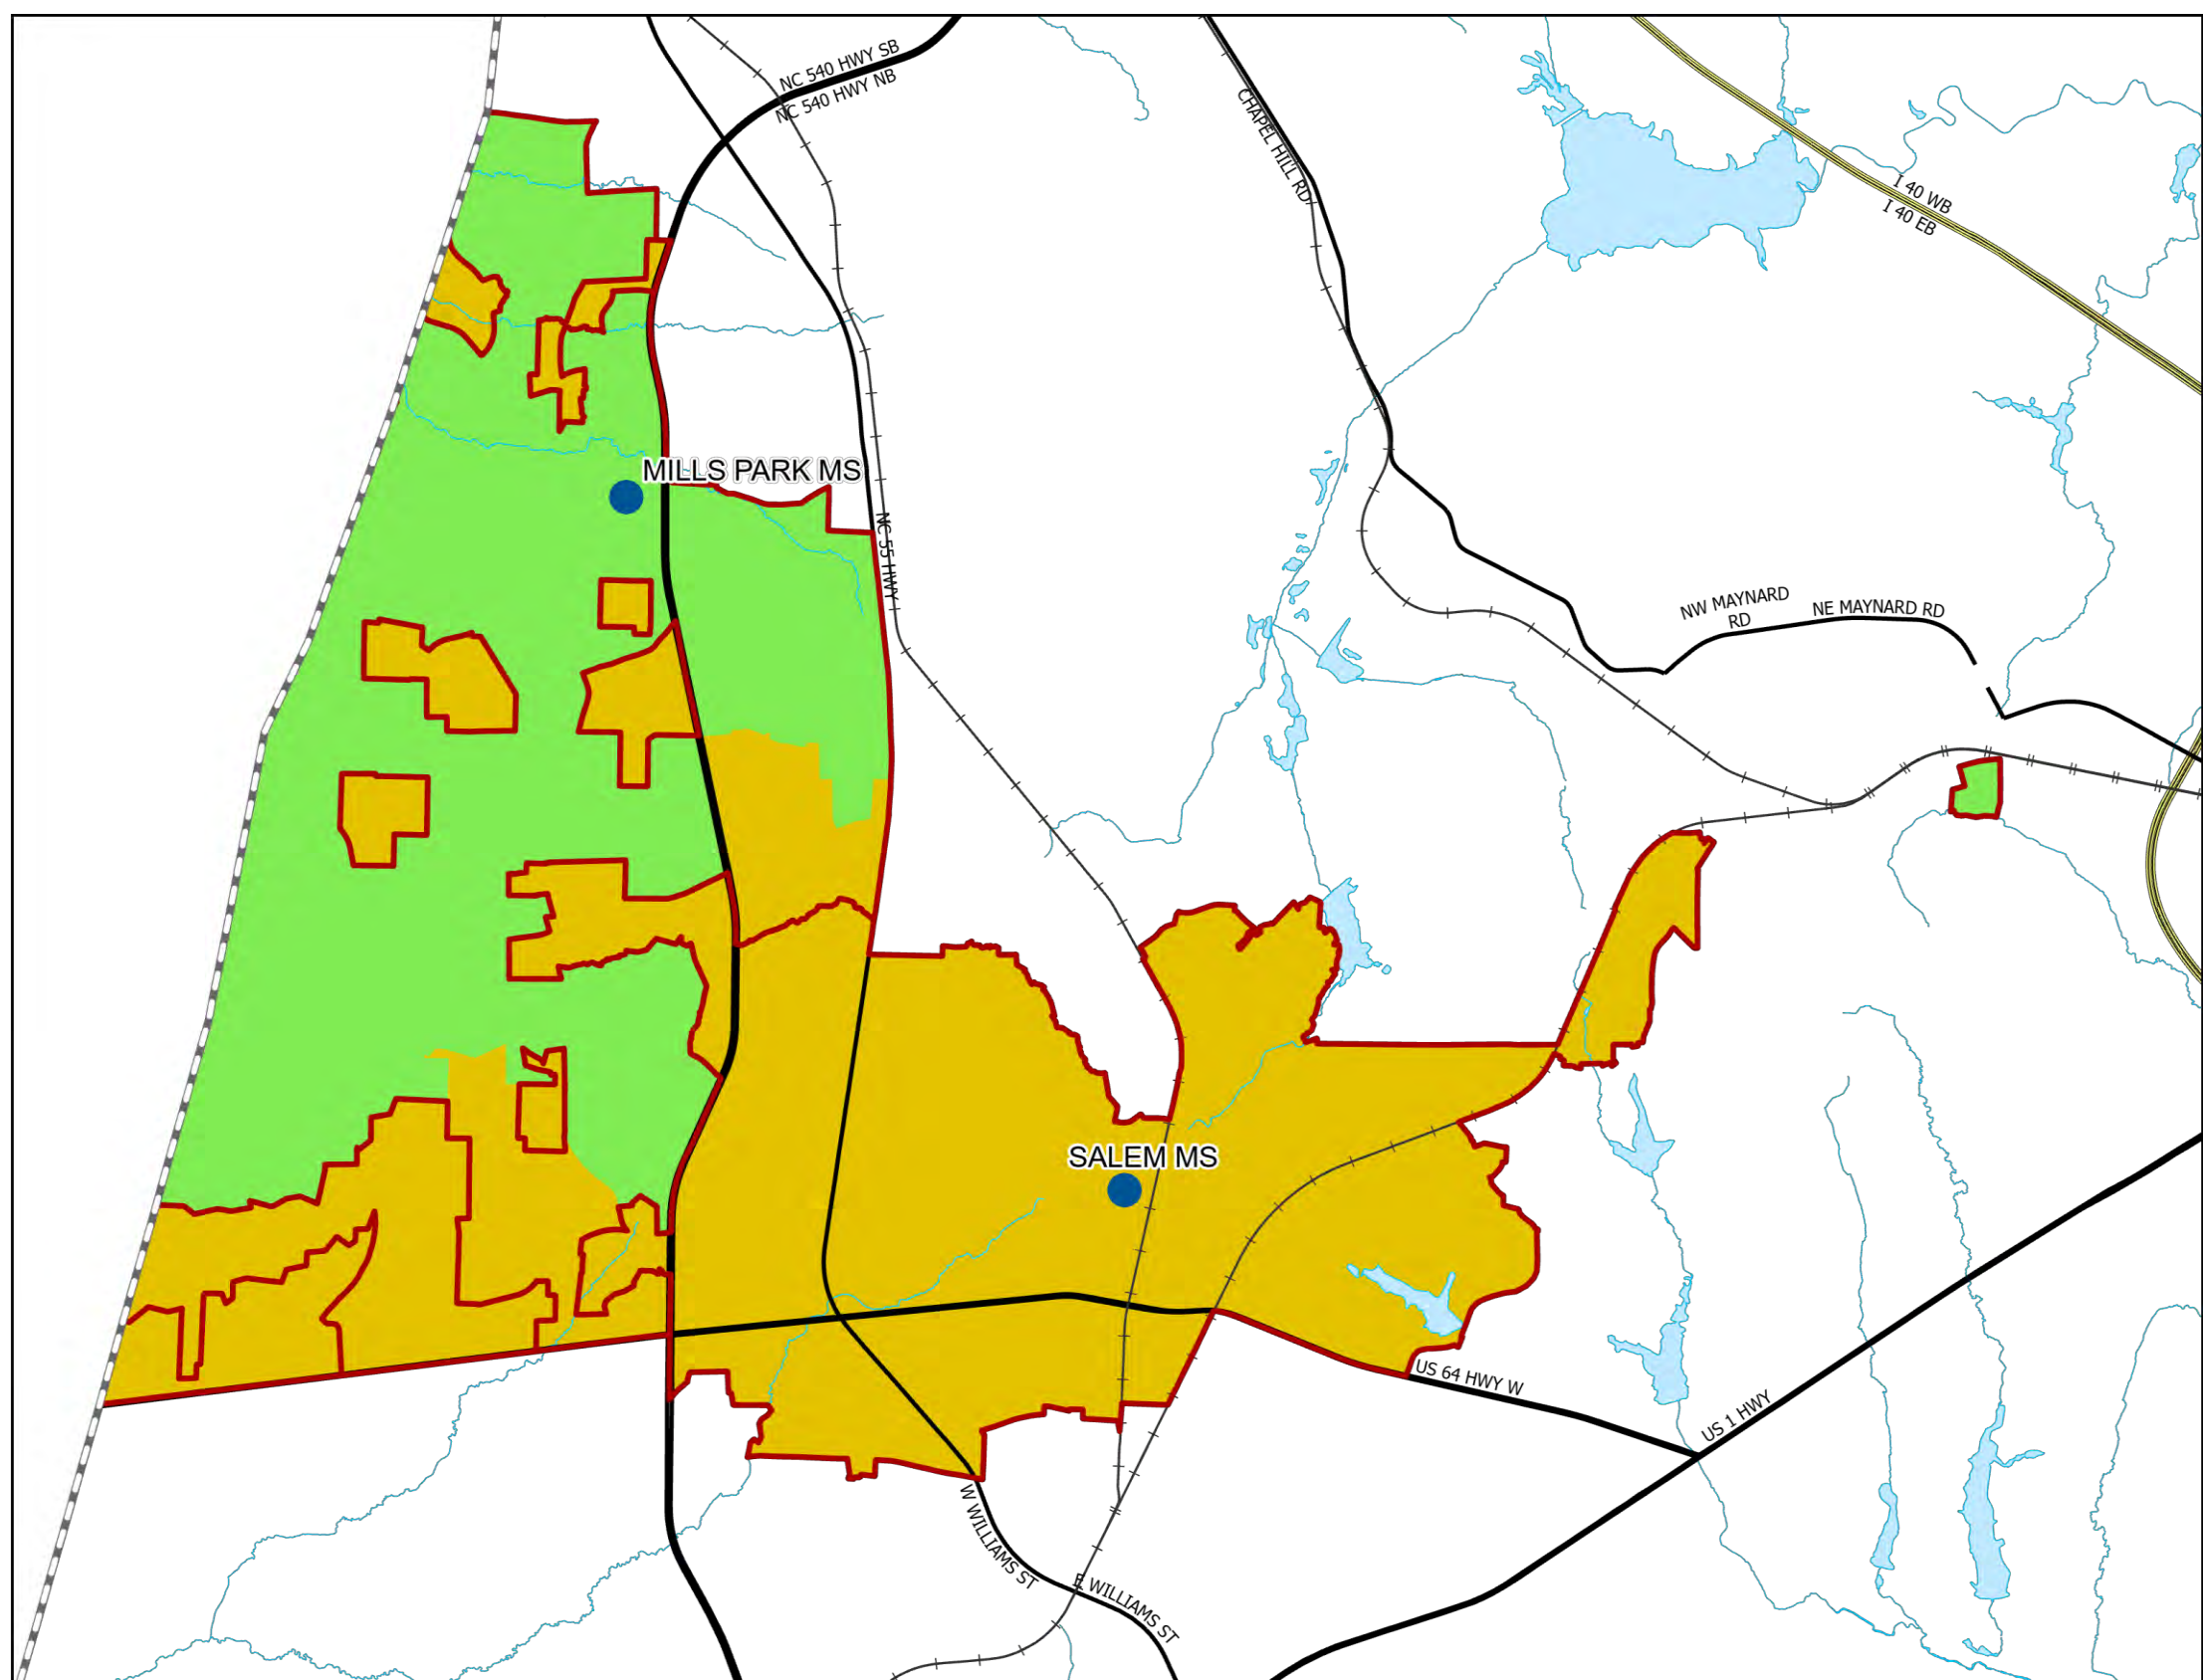 NC 540 HWY SB
NC 540 HWY NB
CHAPEL HILL RD
I 40 WB
I 40 EB
MILLS PARK MS
NC 55 HWY
NW MAYNARD
RD
NE MAYNARD RD
SALEM MS
US 64 HWY W
US 1 HWY
W WILLIAMS ST
E WILLIAMS ST